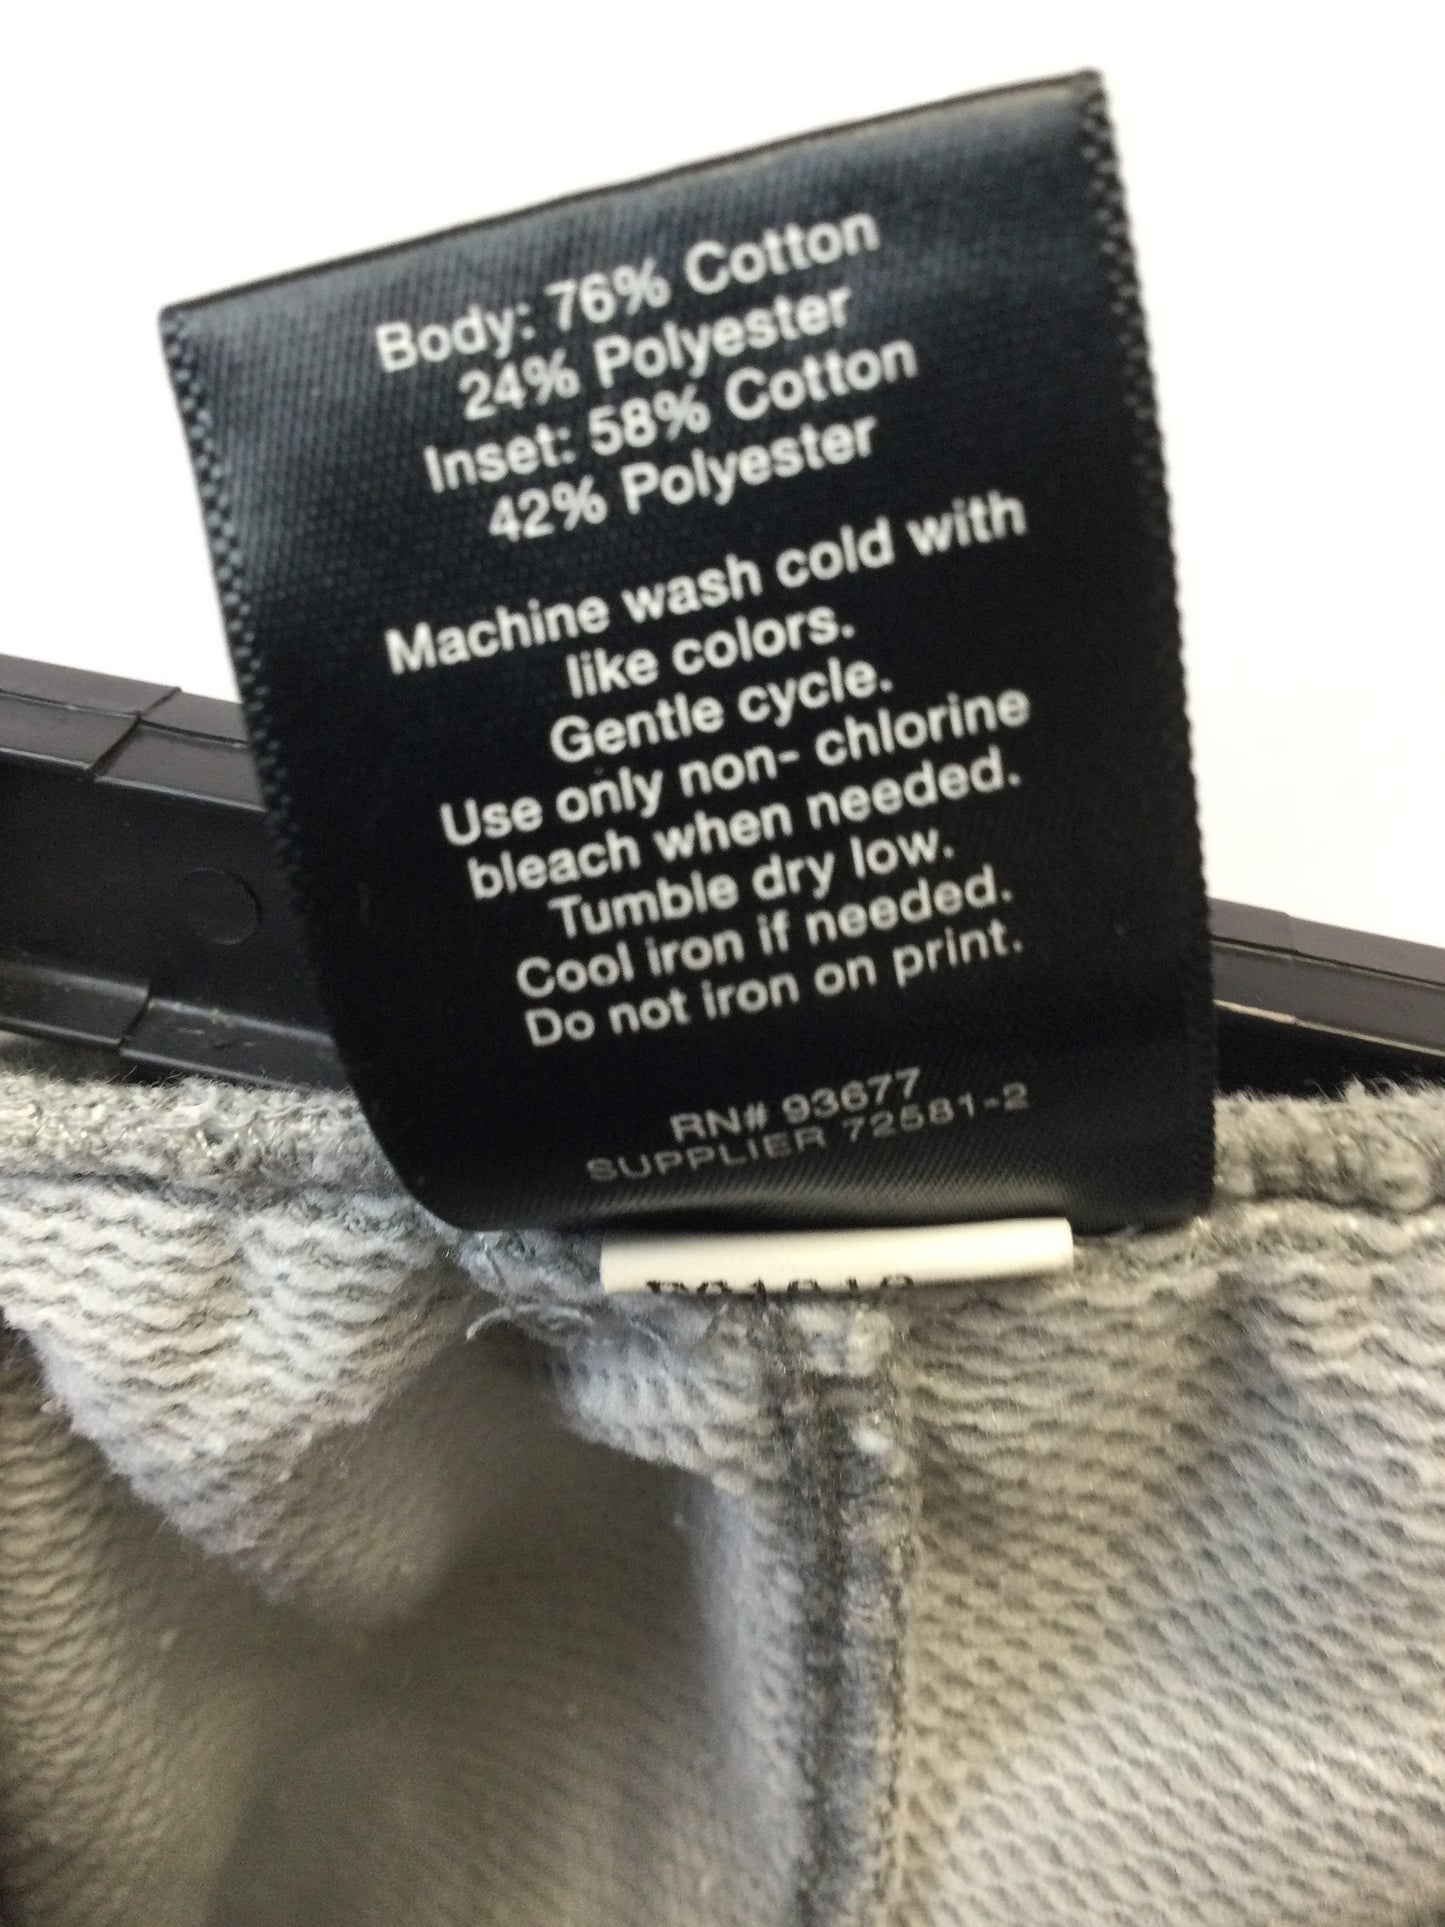 Body: 76% Cotton
24% Polyester
Inset: 58% Cotton
42% Polyester
Machine wash cold with
like colors.
Gentle cycle.
Use only non- chlorine
bleach when needed.
Tumble dry low.
Cool iron if needed.
Do not iron on print.
RN# 93677
SUPPLIER 72581-2